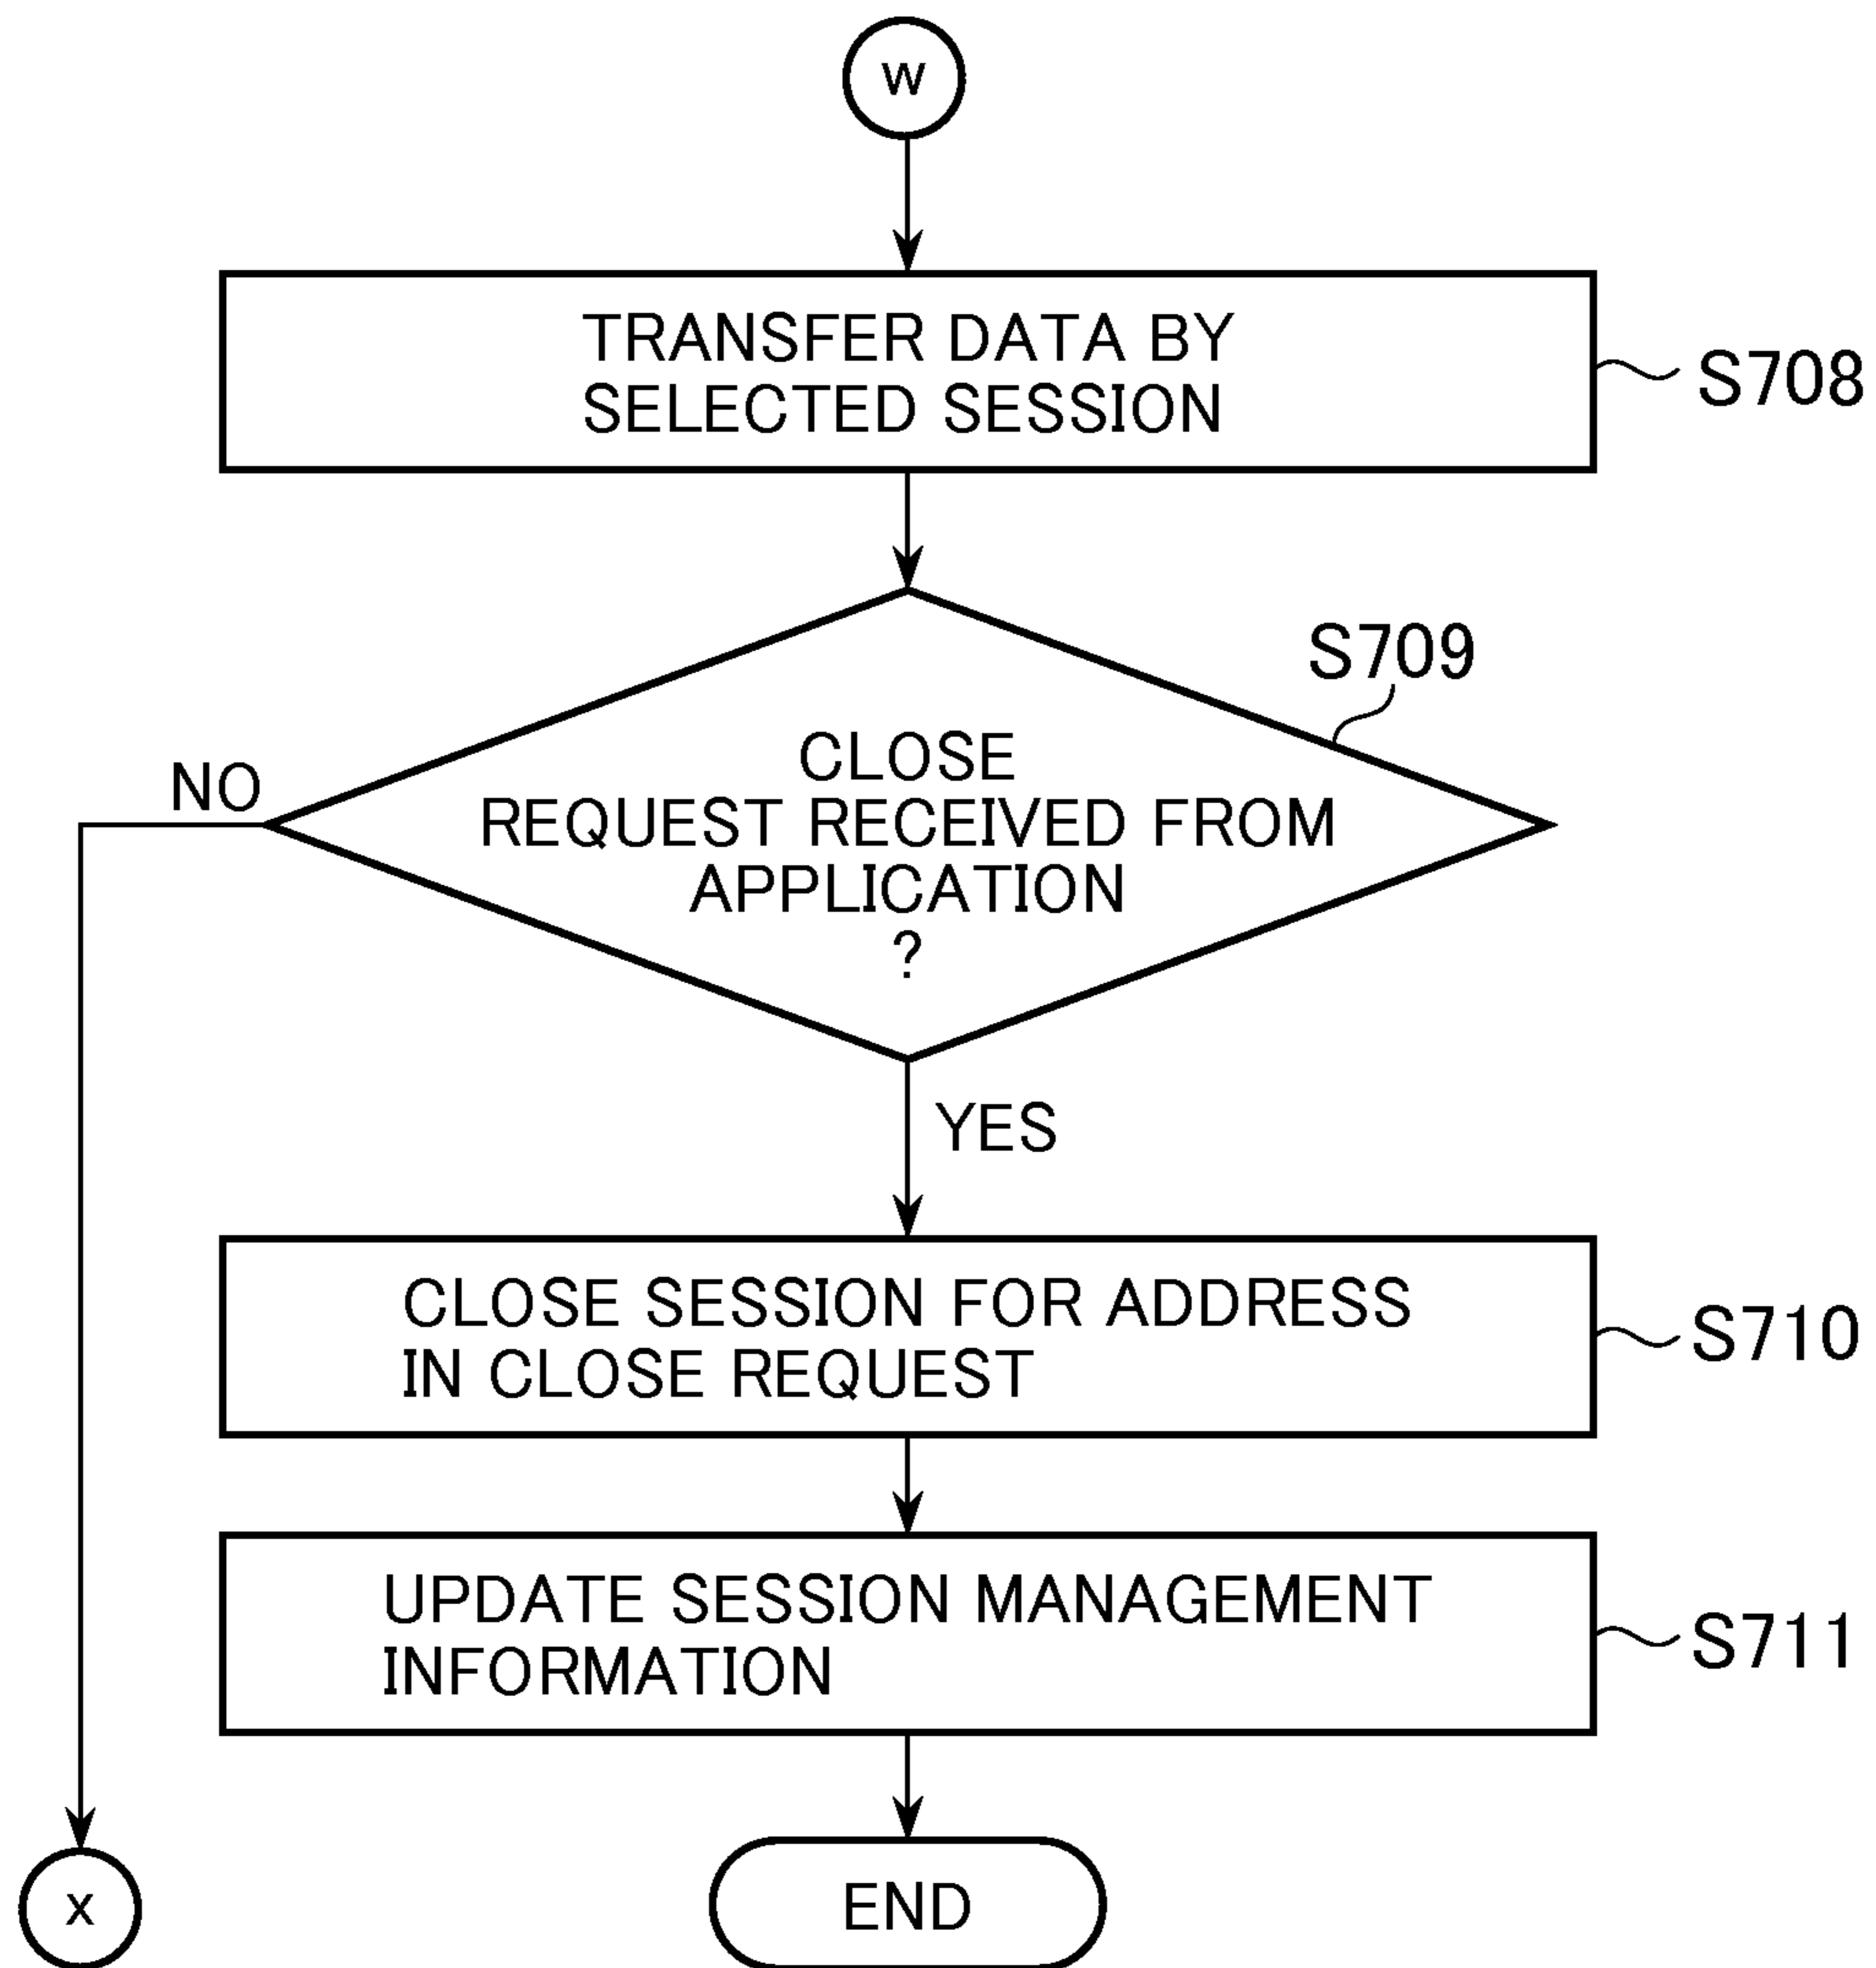 w
TRANSFER DATA BY
SELECTED SESSION
S708
S709
CLOSE
REQUEST RECEIVED FROM
APPLICATION
?
NO
YES
CLOSE SESSION FOR ADDRESS
IN CLOSE REQUEST
S710
UPDATE SESSION MANAGEMENT
INFORMATION
S711
x
END